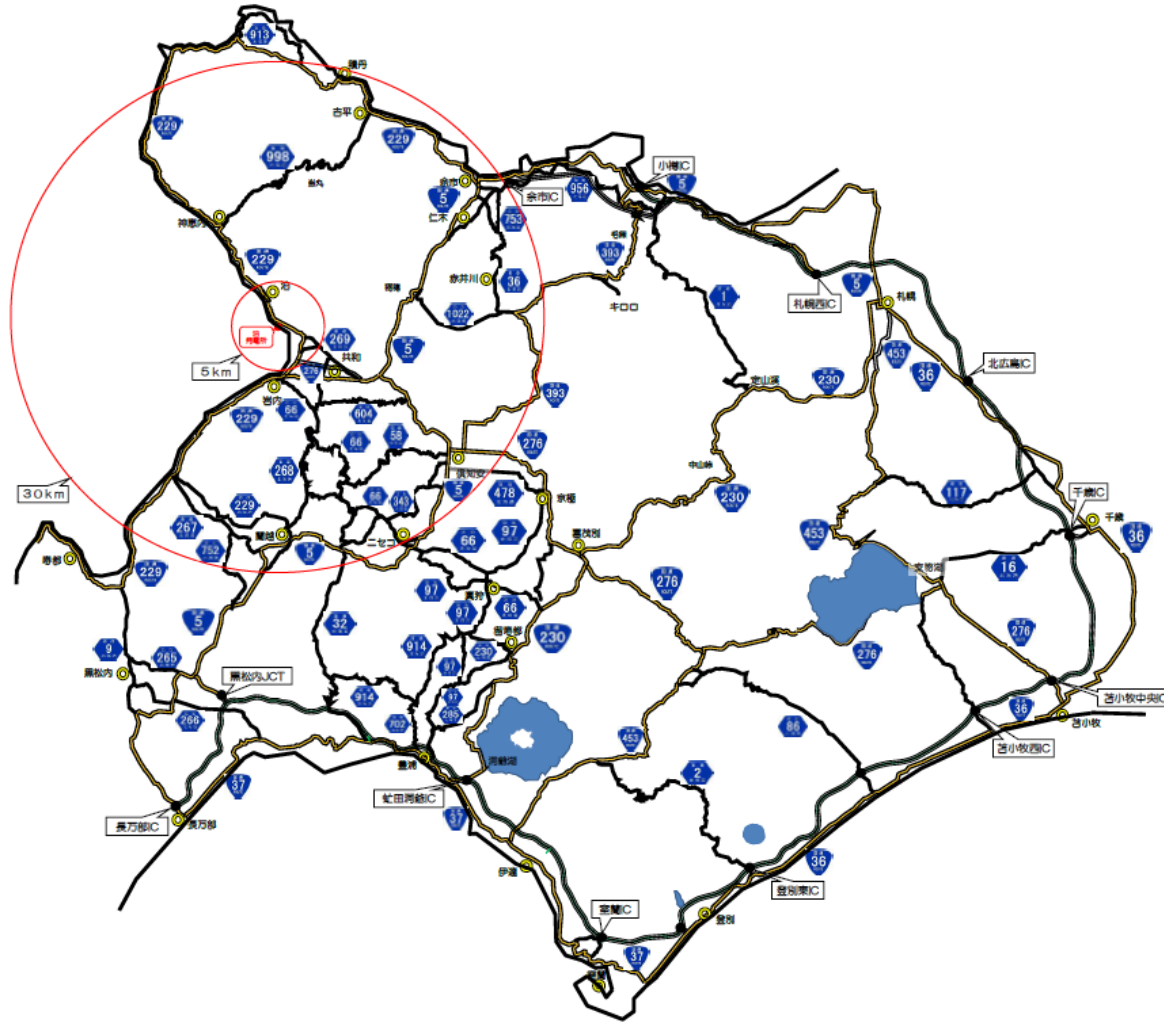 913
積丹
古平
229
229
998
当丸
小樽IC
5
余市
956
余市IC
5
仁木
753
神恵内
393
毛無
229
赤井川
36
泊
キロロ
1
5
札幌西IC
札幌
1022
269
共和
5
453
36
北広島IC
5km
276
定山渓
230
岩内
66
229
604
393
58
66
276
倶知安
中山峠
268
30km
66
343
5
478
京極
230
117
229
267
蘭越
ニセコ
97
66
千歳IC
千歳
36
752
5
喜茂別
453
寿都
229
支笏湖
16
97
真狩
276
97
66
32
留寿都
5
230
276
9
914
230
276
265
97
黒松内
黒松内JCT
914
97
苫小牧中央IC
266
702
285
36
苫小牧
453
86
苫小牧西IC
豊浦
洞爺湖
2
37
虻田洞爺IC
長万部IC
長万部
37
伊達
36
登別東IC
室蘭IC
登別
37
室蘭